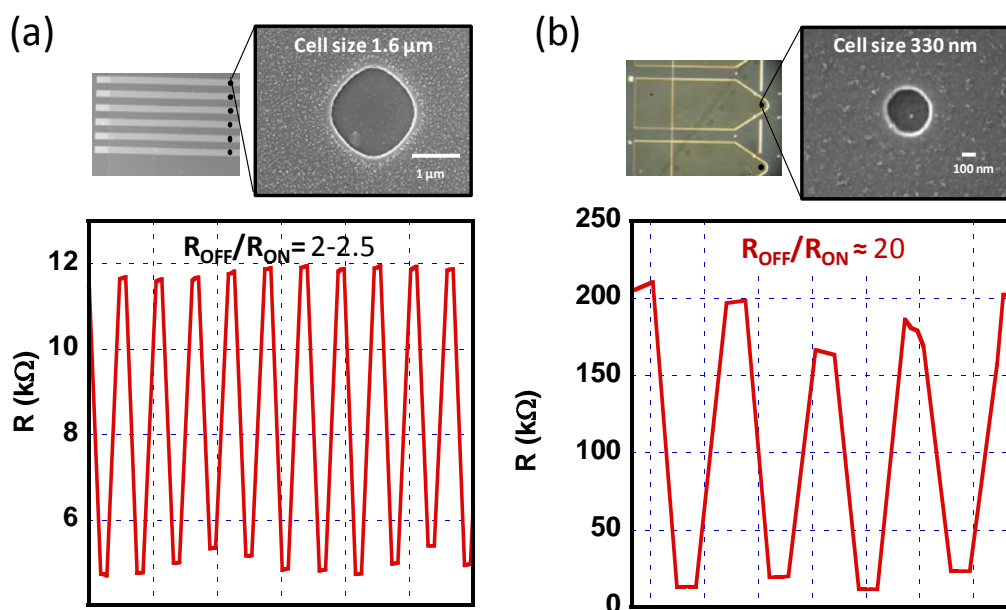 (a)
Cell size 1.6 μm
1 μm
R_OFF/R_ON = 2-2.5
12
10
8
6
R (kΩ)
(b)
Cell size 330 nm
100 nm
R_OFF/R_ON ≈ 20
250
200
150
100
50
0
R (kΩ)